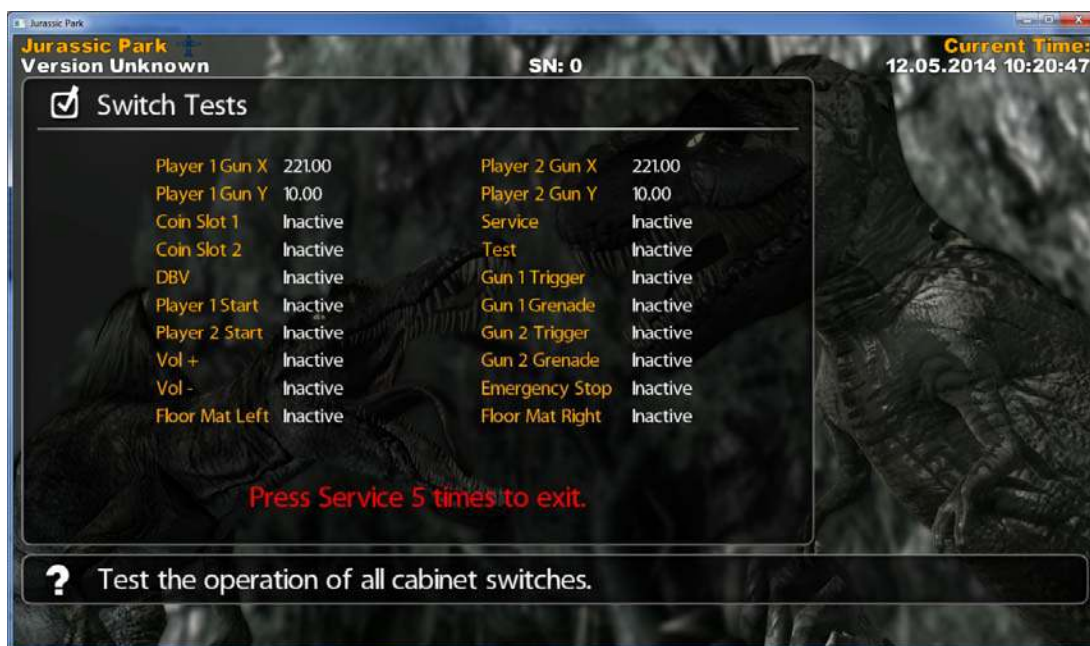 Jurassic Park
Jurassic Park
Version Unknown
SN: 0
Current Time:
12.05.2014 10:20:47
Switch Tests
Player 1 Gun X 221.00 Player 2 Gun X 221.00
Player 1 Gun Y 10.00 Player 2 Gun Y 10.00
Coin Slot 1 Inactive Service Inactive
Coin Slot 2 Inactive Test Inactive
DBV Inactive Gun 1 Trigger Inactive
Player 1 Start Inactive Gun 1 Grenade Inactive
Player 2 Start Inactive Gun 2 Trigger Inactive
Vol + Inactive Gun 2 Grenade Inactive
Vol - Inactive Emergency Stop Inactive
Floor Mat Left Inactive Floor Mat Right Inactive
Press Service 5 times to exit.
? Test the operation of all cabinet switches.